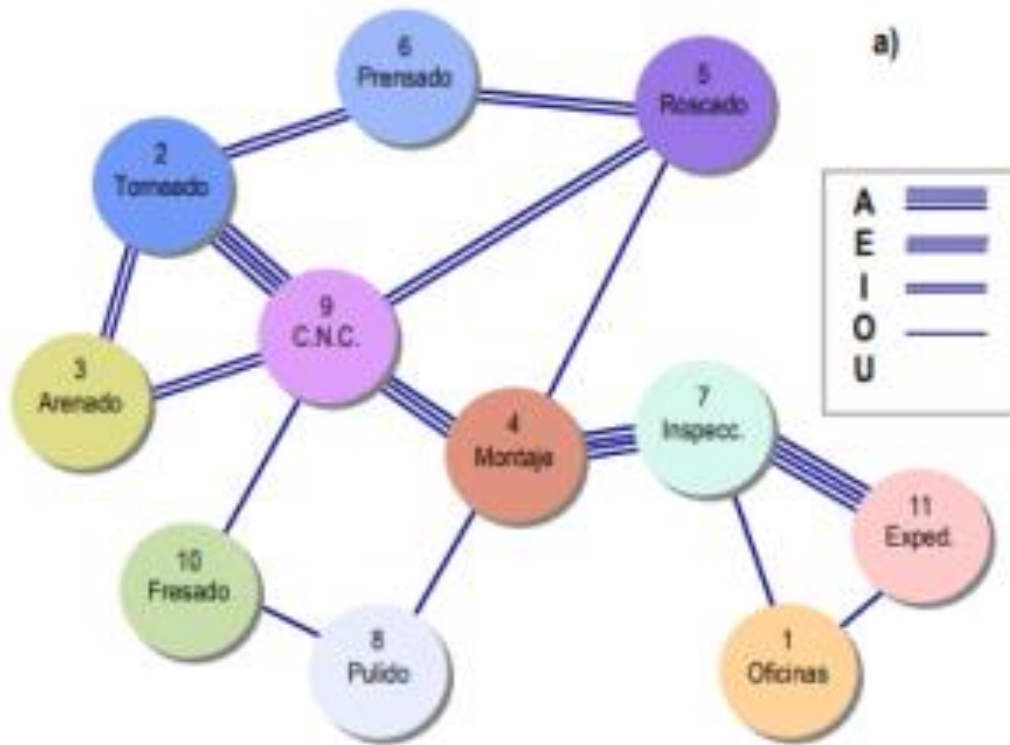 a)
6
Prensado
5
Roscado
2
Torneado
A
E
I
O
U
9
C.N.C.
3
Arenado
7
Inspecc.
4
Montaje
11
Exped.
10
Fresado
8
Pulido
1
Oficinas